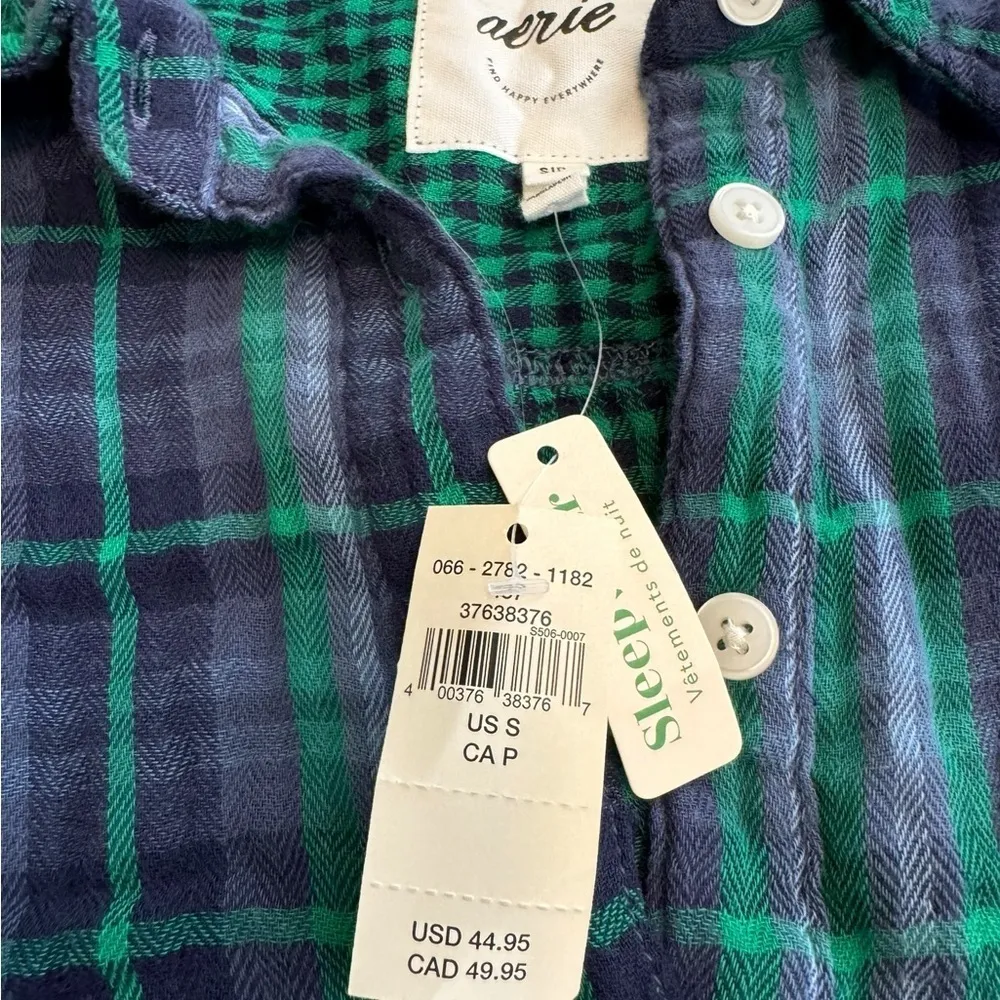 aerie
FIND HAPPY EVERYWHERE
S/P
Sleep
Vêtements de nuit
066 - 2782 - 1182
37638376
S506-0007
4 00376 38376 7
US S
CA P
USD 44.95
CAD 49.95